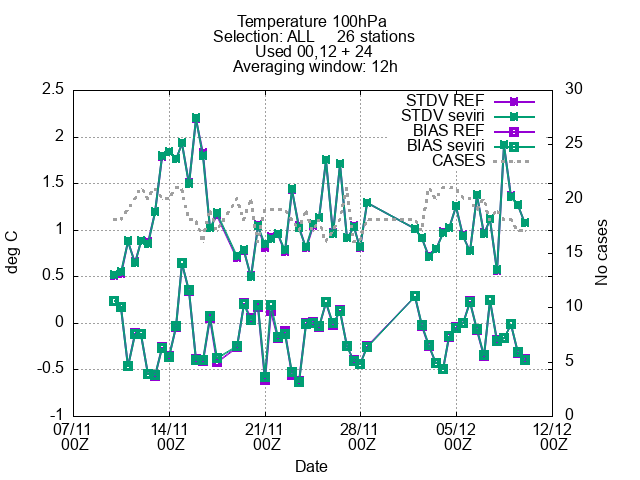 Temperature 100hPa
Selection: ALL 26 stations
Used 00,12 + 24
Averaging window: 12h
STDV REF
STDV seviri
BIAS REF
BIAS seviri
CASES
deg C
2.5
2
1.5
1
0.5
0
-0.5
-1
No cases
30
25
20
15
10
5
0
07/11 14/11 21/11 28/11 05/12 12/12
00Z 00Z 00Z 00Z 00Z 00Z
Date